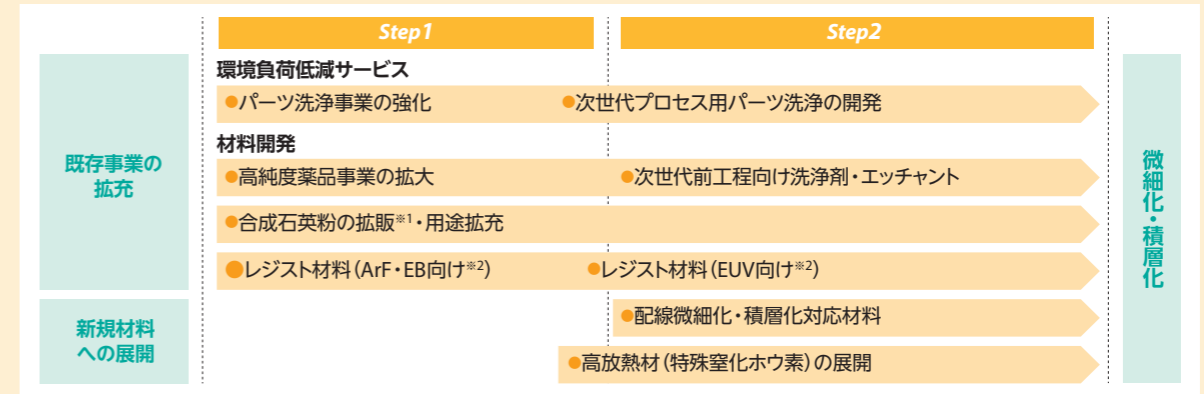 Step1
Step2
既存事業の
拡充
環境負荷低減サービス
●パーツ洗浄事業の強化
●次世代プロセス用パーツ洗浄の開発
材料開発
●高純度薬品事業の拡大
●次世代前工程向け洗浄剤・エッチャント
●合成石英粉の拡販※1・用途拡充
●レジスト材料(ArF・EB向け※2)
●レジスト材料(EUV向け※2)
新規材料
への展開
●配線微細化・積層化対応材料
●高放熱材(特殊窒化ホウ素)の展開
微細化・積層化